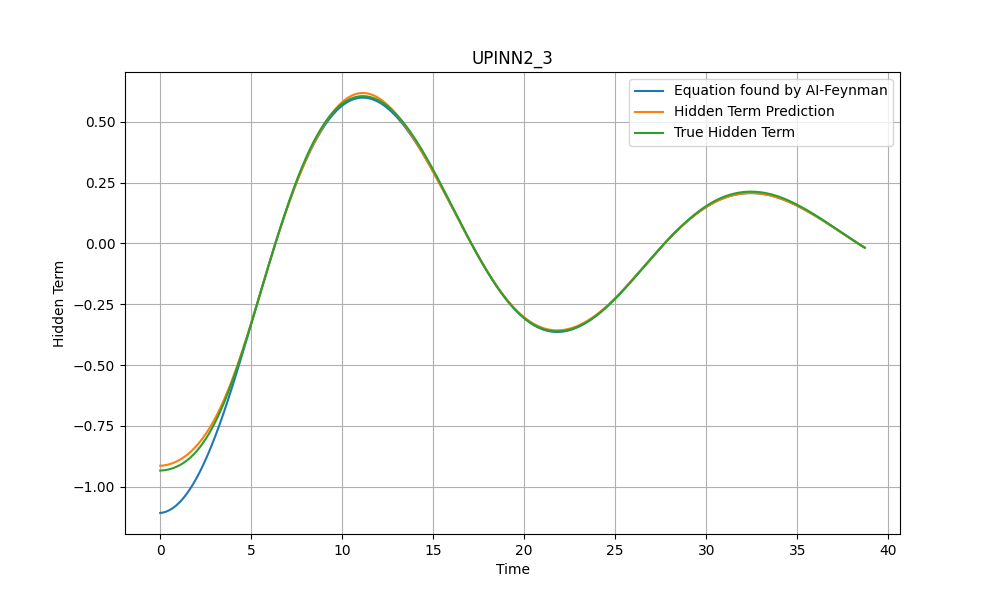 UPINN2_3
Equation found by AI-Feynman
Hidden Term Prediction
True Hidden Term
Hidden Term
0.50
0.25
0.00
−0.25
−0.50
−0.75
−1.00
0 5 10 15 20 25 30 35 40
Time